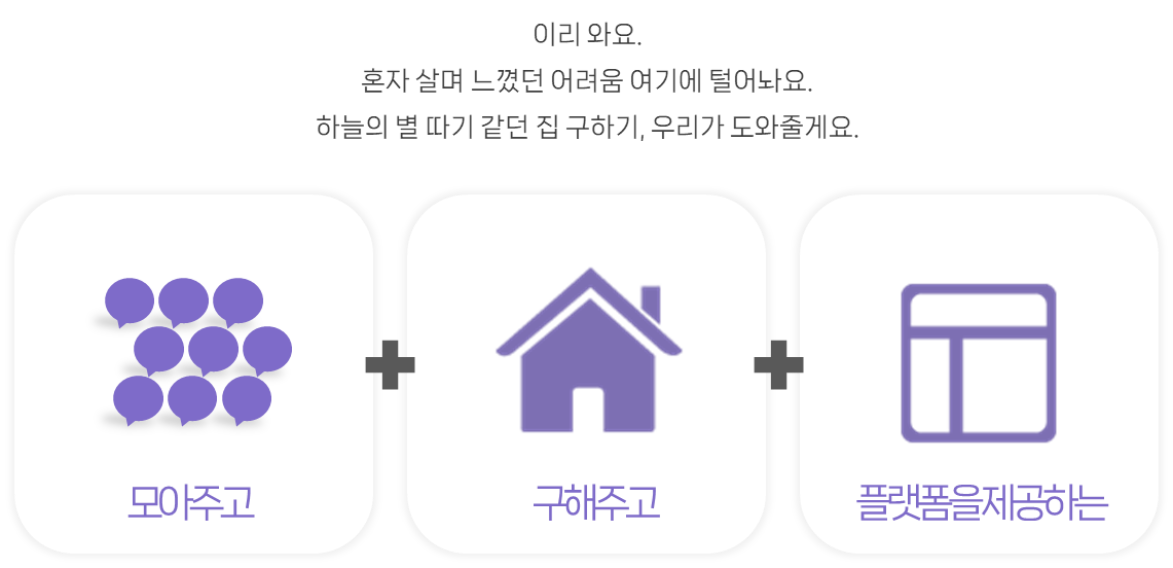 이리 와요.
혼자 살며 느꼈던 어려움 여기에 털어놔요.
하늘의 별 따기 같던 집 구하기, 우리가 도와줄게요.
모아주고
구해주고
플랫폼을제공하는